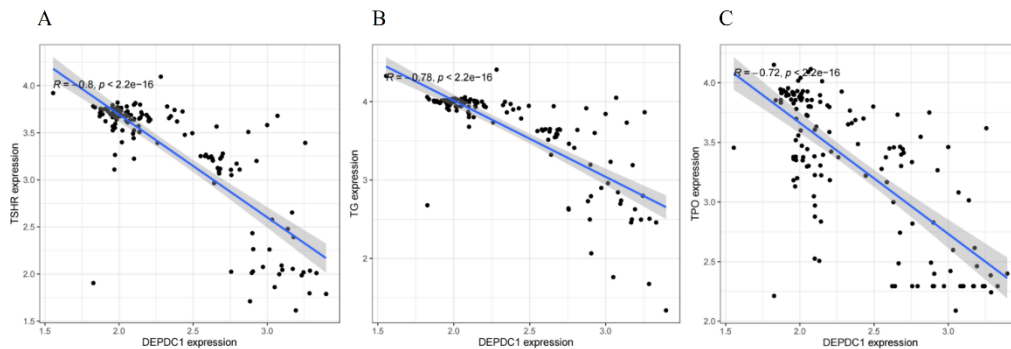 A
R = −0.8, p < 2.2e−16
4.0
3.5
3.0
2.5
2.0
1.5
TSHR expression
1.5 2.0 2.5 3.0
DEPDC1 expression
B
R = −0.78, p < 2.2e−16
4
3
2
TG expression
1.5 2.0 2.5 3.0
DEPDC1 expression
C
R = −0.72, p < 2.2e−16
4.0
3.5
3.0
2.5
2.0
TPO expression
1.5 2.0 2.5 3.0
DEPDC1 expression